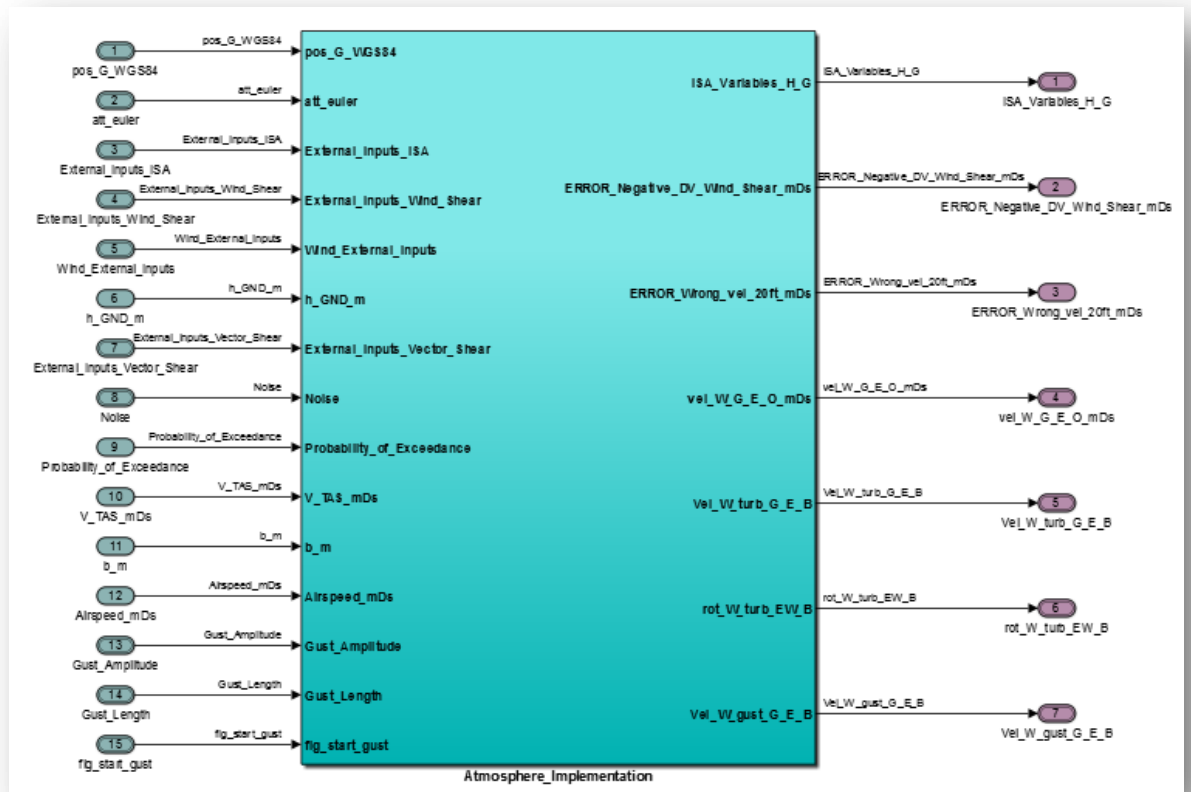 pos_G_WGS84
1
pos_G_WGS84
pos_G_WGS84
att_euler
2
att_euler
att_euler
External_Inputs_ISA
3
External_Inputs_ISA
External_Inputs_ISA
External_Inputs_Wind_Shear
4
External_Inputs_Wind_Shear
External_Inputs_Wind_Shear
Wind_External_Inputs
5
Wind_External_Inputs
Wind_External_Inputs
h_GND_m
6
h_GND_m
h_GND_m
External_Inputs_Vector_Shear
7
External_Inputs_Vector_Shear
External_Inputs_Vector_Shear
Noise
8
Noise
Noise
Probability_of_Exceedance
9
Probability_of_Exceedance
Probability_of_Exceedance
V_TAS_mDs
10
V_TAS_mDs
V_TAS_mDs
b_m
11
b_m
b_m
Airspeed_mDs
12
Airspeed_mDs
Airspeed_mDs
Gust_Amplitude
13
Gust_Amplitude
Gust_Amplitude
Gust_Length
14
Gust_Length
Gust_Length
flg_start_gust
15
flg_start_gust
flg_start_gust
ISA_Variables_H_G
ISA_Variables_H_G
1
ISA_Variables_H_G
ERROR_Negative_DV_Wind_Shear_mDs
ERROR_Negative_DV_Wind_Shear_mDs
2
ERROR_Negative_DV_Wind_Shear_mDs
ERROR_Wrong_vel_20ft_mDs
ERROR_Wrong_vel_20ft_mDs
3
ERROR_Wrong_vel_20ft_mDs
vel_W_G_E_O_mDs
vel_W_G_E_O_mDs
4
vel_W_G_E_O_mDs
Vel_W_turb_G_E_B
Vel_W_turb_G_E_B
5
Vel_W_turb_G_E_B
rot_W_turb_EW_B
rot_W_turb_EW_B
6
rot_W_turb_EW_B
Vel_W_gust_G_E_B
Vel_W_gust_G_E_B
7
Vel_W_gust_G_E_B
Atmosphere_Implementation